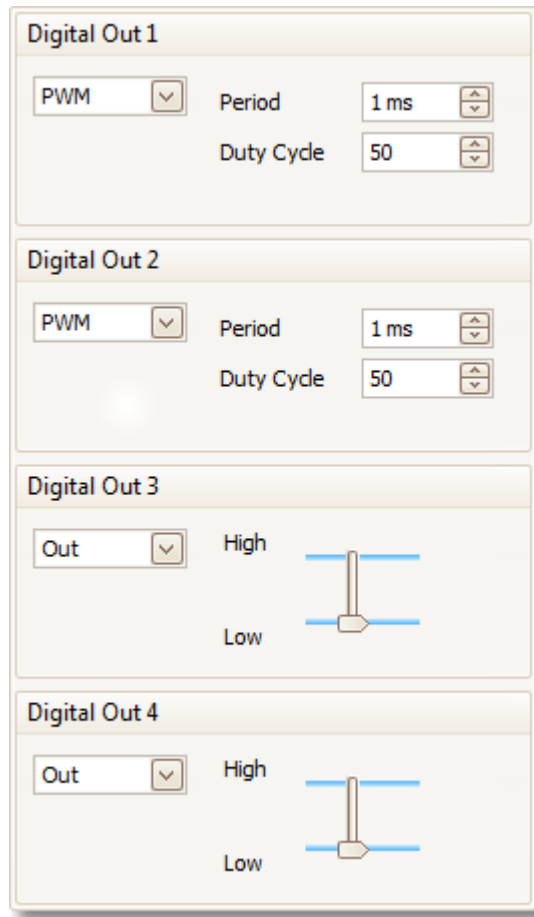 Digital Out 1
PWM Period 1 ms
Duty Cycle 50
Digital Out 2
PWM Period 1 ms
Duty Cycle 50
Digital Out 3
Out High
Low
Digital Out 4
Out High
Low